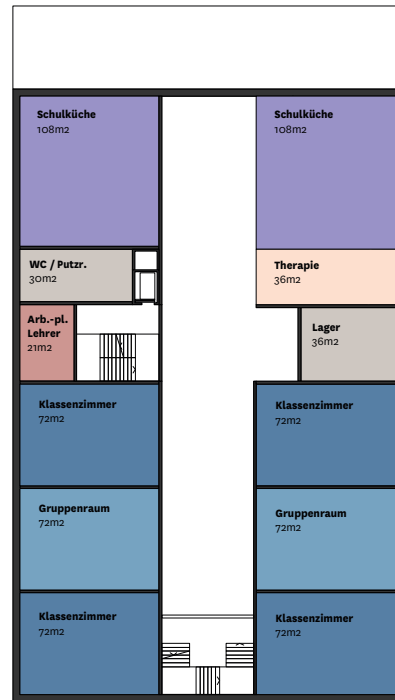 Schulküche
108m2
Schulküche
108m2
WC / Putzr.
30m2
Therapie
36m2
Arb.-pl.
Lehrer
21m2
Lager
36m2
Klassenzimmer
72m2
Klassenzimmer
72m2
Gruppenraum
72m2
Gruppenraum
72m2
Klassenzimmer
72m2
Klassenzimmer
72m2